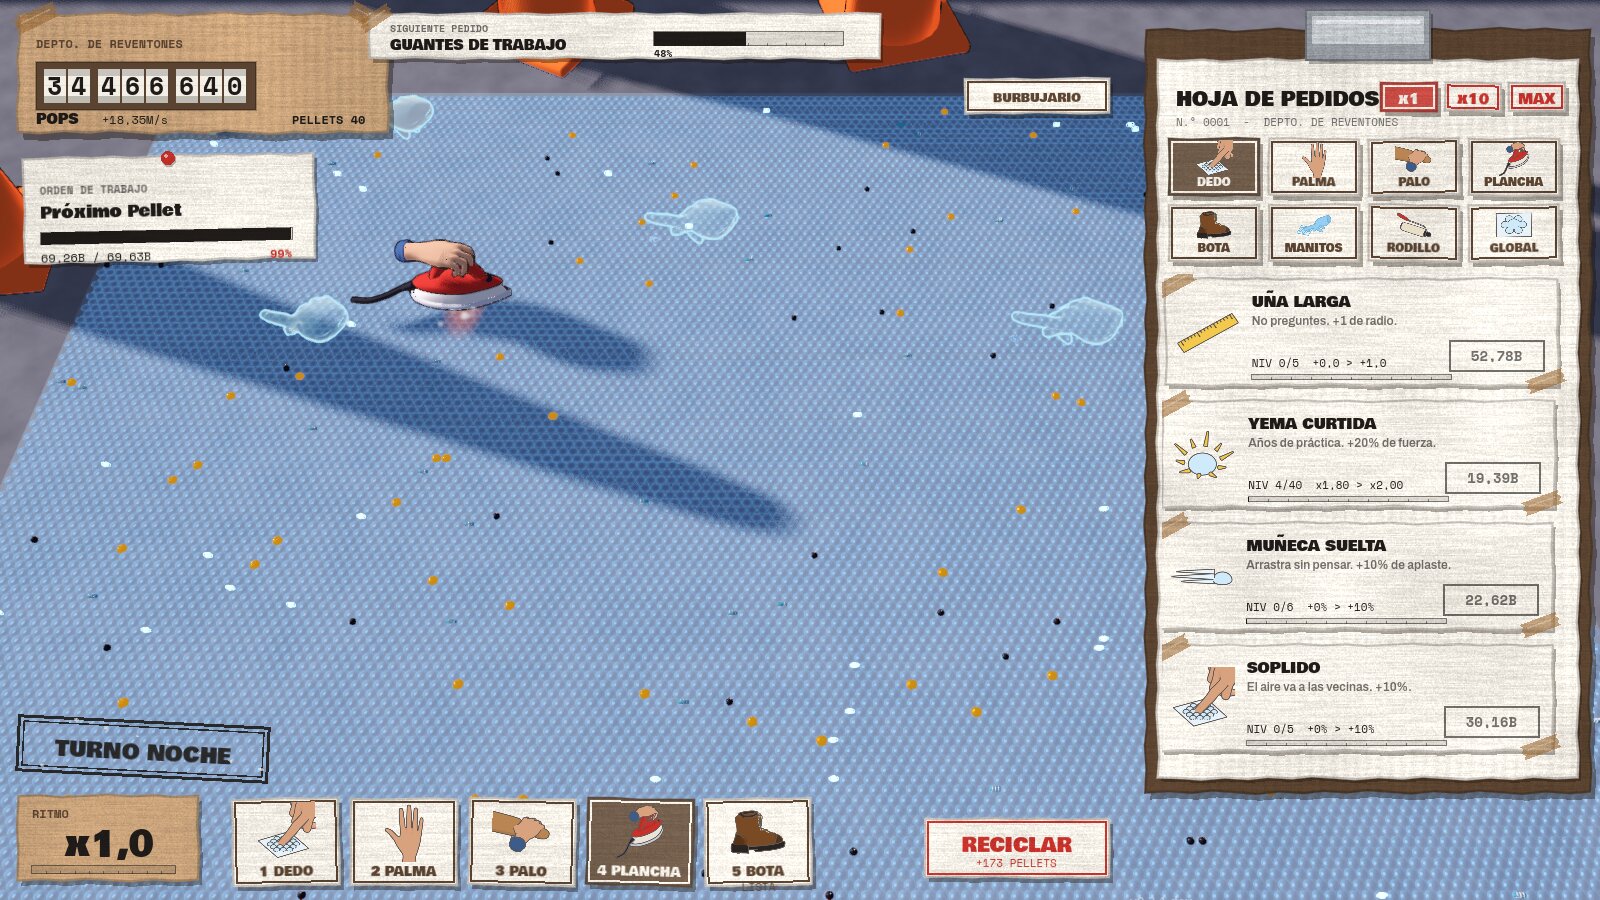 DEPTO. DE REVENTONES
34 466 640
POPS +18,35M/s PELLETS 40
SIGUIENTE PEDIDO
GUANTES DE TRABAJO
48%
BURBUJARIO
ORDEN DE TRABAJO
Próximo Pellet
69,26B / 69,63B 99%
HOJA DE PEDIDOS x1 x10 MAX
N.° 0001 - DEPTO. DE REVENTONES
DEDO PALMA PALO PLANCHA
BOTA MANITOS RODILLO GLOBAL
UÑA LARGA
No preguntes. +1 de radio.
NIV 0/5 +0,0 > +1,0 52,78B
YEMA CURTIDA
Años de práctica. +20% de fuerza.
NIV 4/40 x1,80 > x2,00 19,39B
MUÑECA SUELTA
Arrastra sin pensar. +10% de aplaste.
NIV 0/6 +0% > +10% 22,62B
SOPLIDO
El aire va a las vecinas. +10%.
NIV 0/5 +0% > +10% 30,16B
TURNO NOCHE
RITMO
x1,0
1 DEDO 2 PALMA 3 PALO 4 PLANCHA 5 BOTA
LISTA
RECICLAR
+173 PELLETS